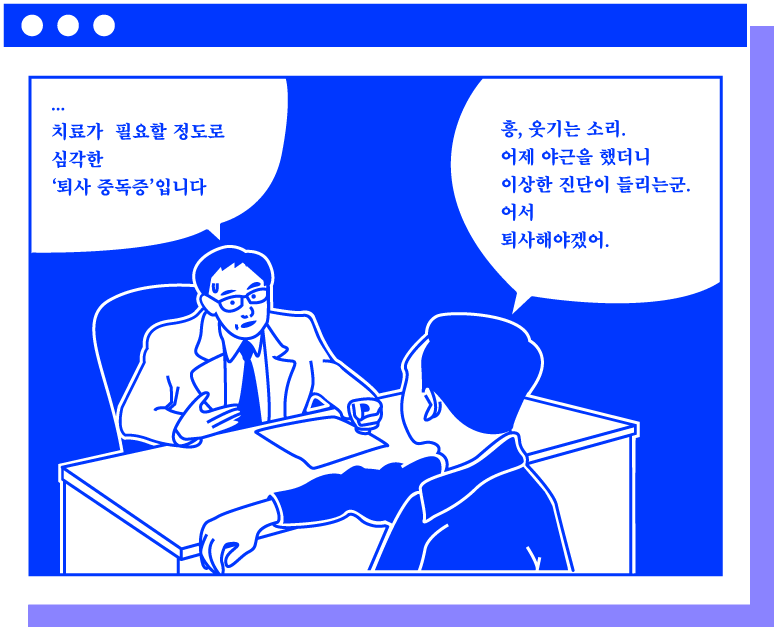 ...
치료가  필요할 정도로
심각한
‘퇴사 중독증’입니다
흥, 웃기는 소리.
어제 야근을 했더니
이상한 진단이 들리는군.
어서
퇴사해야겠어.